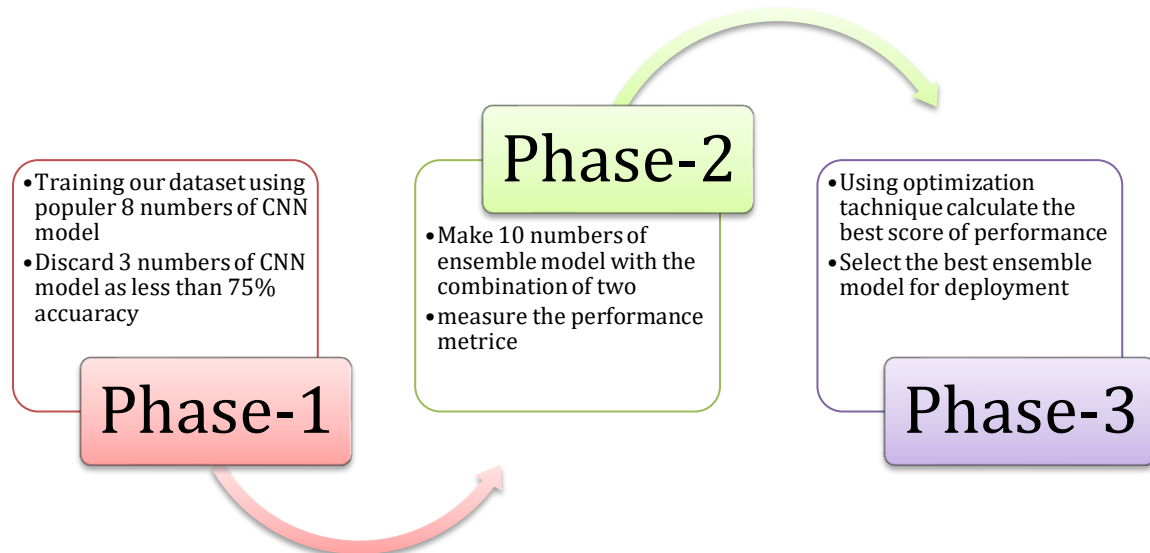 •Training our dataset using
populer 8 numbers of CNN
model
•Discard 3 numbers of CNN
model as less than 75%
accuaracy
Phase-1
Phase-2
•Make 10 numbers of
ensemble model with the
combination of two
•measure the performance
metrice
•Using optimization
tachnique calculate the
best score of performance
•Select the best ensemble
model for deployment
Phase-3